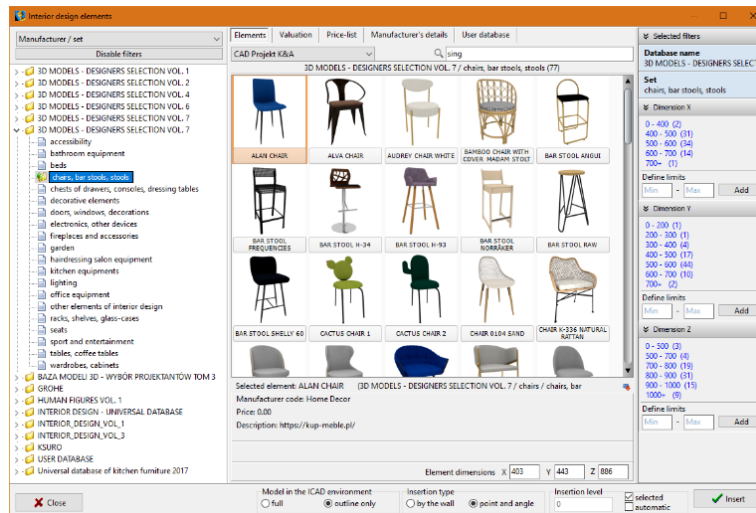 Interior design elements
Manufacturer / set
Disable filters
3D MODELS - DESIGNERS SELECTION VOL. 1
3D MODELS - DESIGNERS SELECTION VOL. 2
3D MODELS - DESIGNERS SELECTION VOL. 4
3D MODELS - DESIGNERS SELECTION VOL. 6
3D MODELS - DESIGNERS SELECTION VOL. 7
3D MODELS - DESIGNERS SELECTION VOL. 7
accessibility
bathroom equipment
beds
chairs, bar stools, stools
chests of drawers, consoles, dressing tables
decorative elements
doors, windows, decorations
electronics, other devices
fireplaces and accessories
garden
hairdressing salon equipment
kitchen equipments
lighting
office equipment
other elements of interior design
racks, shelves, glass-cases
seats
sport and entertainment
tables, coffee tables
wardrobes, cabinets
BAZA MODELI 3D - WYBÓR PROJEKTANTÓW TOM 3
GROHE
HUMAN FIGURES VOL. 1
INTERIOR DESIGN - UNIVERSAL DATABASE
INTERIOR_DESIGN_VOL_1
INTERIOR_DESIGN_VOL_3
KSURO
USER DATABASE
Universal database of kitchen furniture 2017
Close
Elements Valuation Price-list Manufacturer's details User database
CAD Projekt K&A sing
3D MODELS - DESIGNERS SELECTION VOL. 7 / chairs, bar stools, stools (77)
ALAN CHAIR
ALVA CHAIR
AUDREY CHAIR WHITE
BAMBOO CHAIR WITH
COVER MADAM STOLT
BAR STOOL ANGUI
BAR STOOL
FREQUENCIES
BAR STOOL H-34
BAR STOOL H-93
BAR STOOL
NORRÅKER
BAR STOOL RAW
BAR STOOL SHELLY 60
CACTUS CHAIR 1
CACTUS CHAIR 2
CHAIR 0104 SAND
CHAIR K-336 NATURAL
RATTAN
Selected element: ALAN CHAIR (3D MODELS - DESIGNERS SELECTION VOL. 7 / chairs / chairs, bar
Manufacturer code: Home Decor
Price: 0.00
Description: https://kup-meble.pl/
Element dimensions X 403 Y 443 Z 886
Model in the ICAD environment
full outline only
Insertion type
by the wall point and angle
Insertion level
0
selected
automatic
Insert
Selected filters
Database name
3D MODELS - DESIGNERS SELECT
Set
chairs, bar stools, stools
Dimension X
0 - 400 (2)
400 - 500 (31)
500 - 600 (34)
600 - 700 (14)
700+ (1)
Define limits
Min - Max Add
Dimension Y
0 - 200 (1)
200 - 300 (1)
300 - 400 (4)
400 - 500 (17)
500 - 600 (44)
600 - 700 (10)
700+ (2)
Define limits
Min - Max Add
Dimension Z
0 - 500 (3)
500 - 700 (4)
700 - 800 (19)
800 - 900 (31)
900 - 1000 (15)
1000+ (9)
Define limits
Min - Max Add